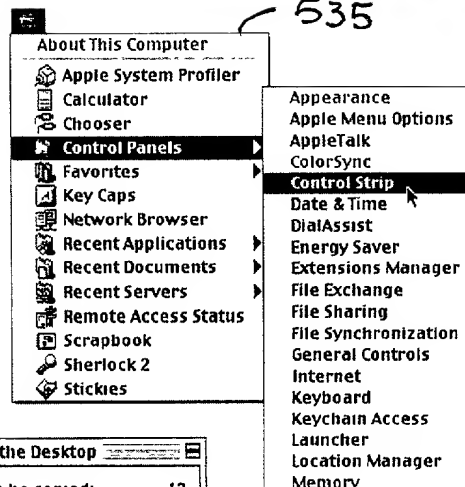 535
About This Computer
Apple System Profiler
Calculator
Chooser
Control Panels
Favorites
Key Caps
Network Browser
Recent Applications
Recent Documents
Recent Servers
Remote Access Status
Scrapbook
Sherlock 2
Stickies
Appearance
Apple Menu Options
AppleTalk
ColorSync
Control Strip
Date & Time
DialAssist
Energy Saver
Extensions Manager
File Exchange
File Sharing
File Synchronization
General Controls
Internet
Keyboard
Keychain Access
Launcher
Location Manager
Memory
the Desktop